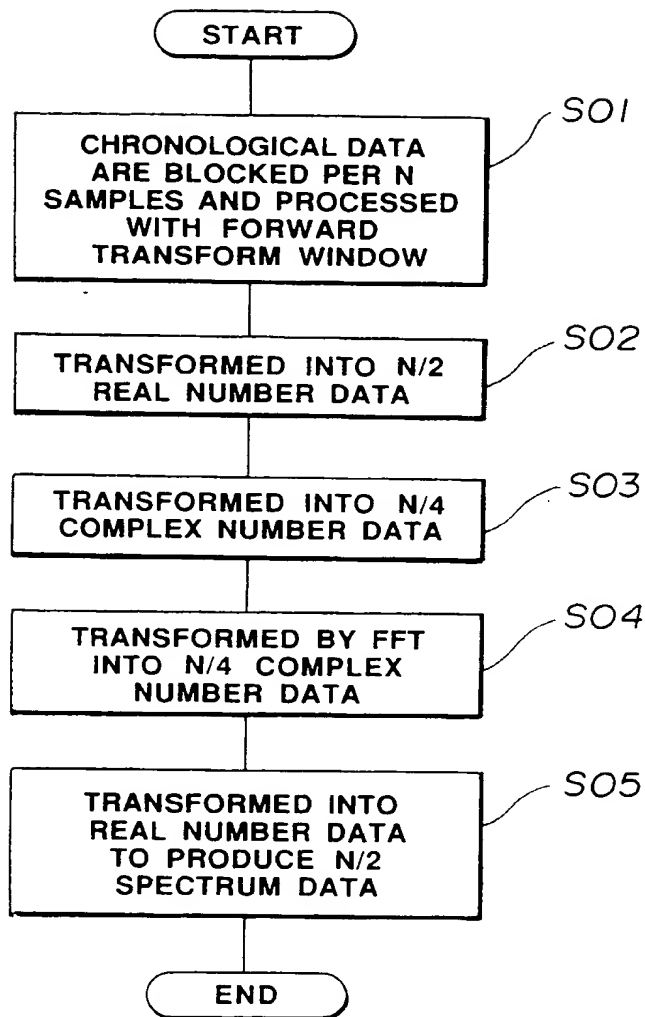 START
S01
CHRONOLOGICAL DATA
ARE BLOCKED PER N
SAMPLES AND PROCESSED
WITH FORWARD
TRANSFORM WINDOW
S02
TRANSFORMED INTO N/2
REAL NUMBER DATA
S03
TRANSFORMED INTO N/4
COMPLEX NUMBER DATA
S04
TRANSFORMED BY FFT
INTO N/4 COMPLEX
NUMBER DATA
S05
TRANSFORMED INTO
REAL NUMBER DATA
TO PRODUCE N/2
SPECTRUM DATA
END